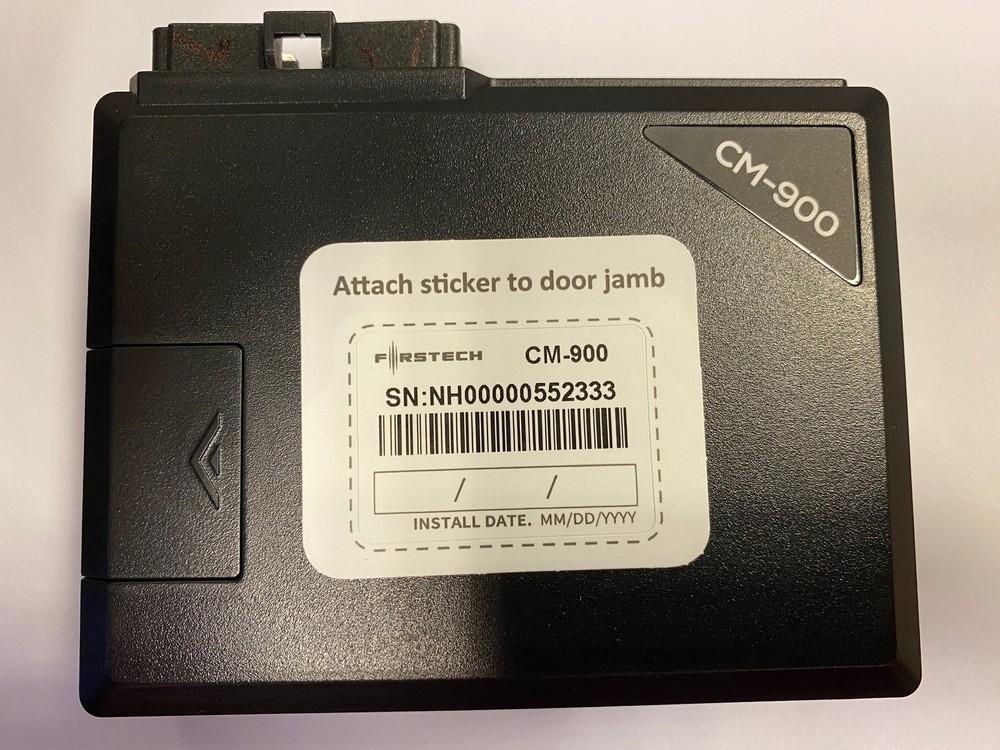 CM-900
Attach sticker to door jamb
FIRSTECH CM-900
SN:NH00000552333
/ /
INSTALL DATE. MM/DD/YYYY